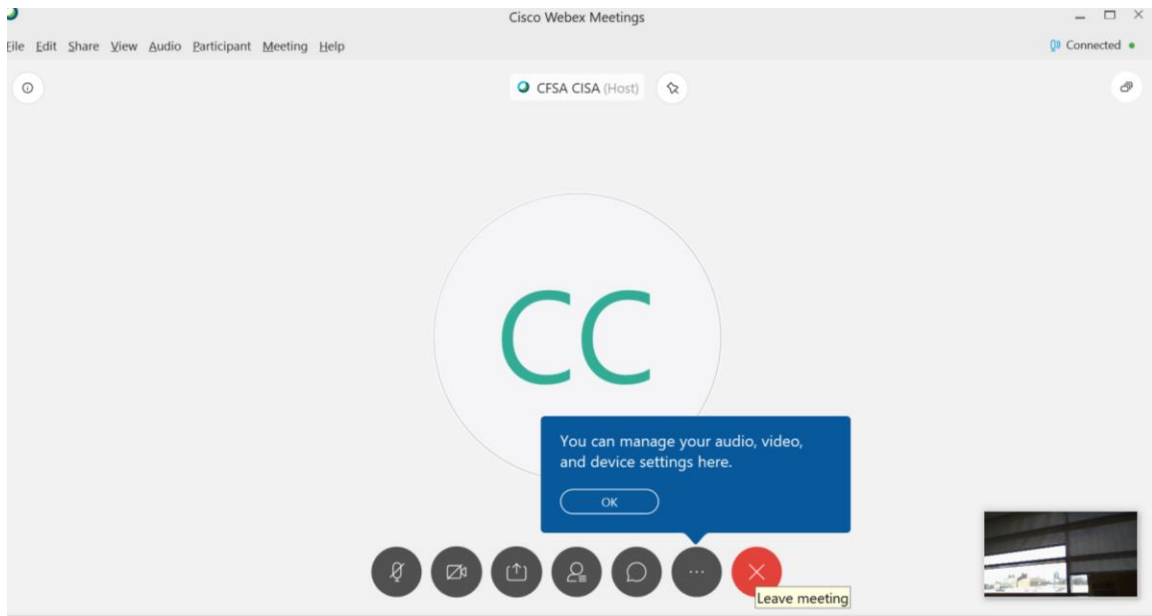 Cisco Webex Meetings
File Edit Share View Audio Participant Meeting Help
Connected
CFSA CISA (Host)
CC
You can manage your audio, video,
and device settings here.
OK
Leave meeting